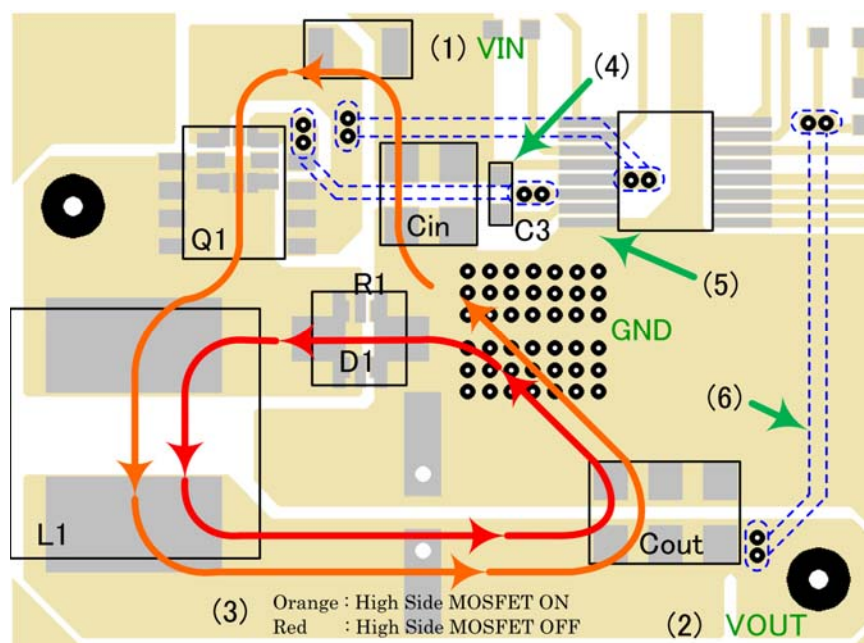 (1) VIN
(4)
Q1
Cin
C3
(5)
R1
GND
D1
(6)
L1
Cout
(3) Orange : High Side MOSFET ON
Red : High Side MOSFET OFF
(2) VOUT